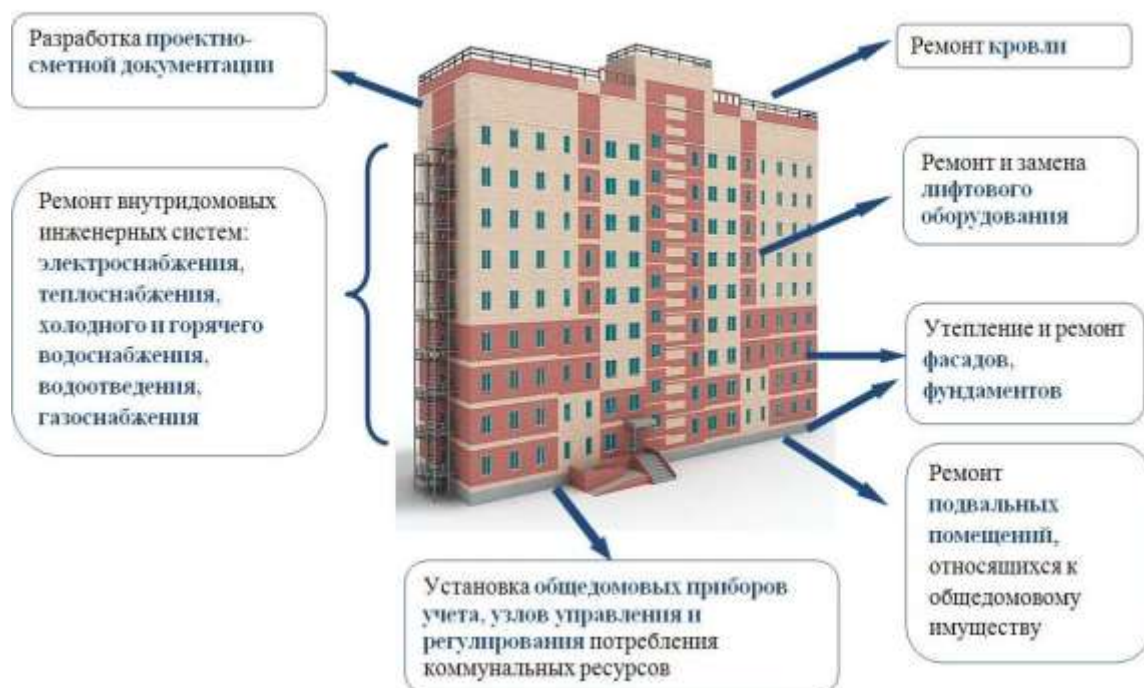 Разработка проектно-
сметной документации
Ремонт кровли
Ремонт внутридомовых
инженерных систем:
электроснабжения,
теплоснабжения,
холодного и горячего
водоснабжения,
водоотведения,
газоснабжения
Ремонт и замена
лифтового
оборудования
Утепление и ремонт
фасадов,
фундаментов
Ремонт
подвальных
помещений,
относящихся к
общедомовому
имуществу
Установка общедомовых приборов
учета, узлов управления и
регулирования потребления
коммунальных ресурсов